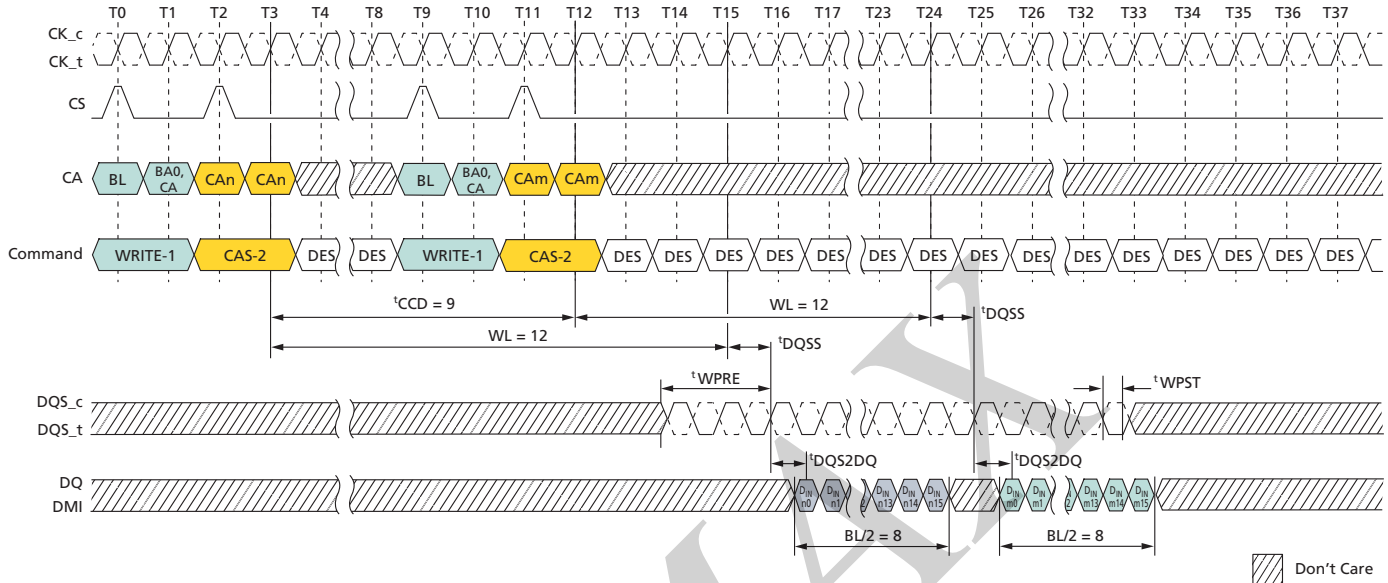 T0 T1 T2 T3 T4 T8 T9 T10 T11 T12 T13 T14 T15 T16 T17 T23 T24 T25 T26 T32 T33 T34 T35 T36 T37
CK_c
CK_t
CS
CA BL BA0, CA CAn CAn BL BA0, CA CAm CAm
Command WRITE-1 CAS-2 DES DES WRITE-1 CAS-2 DES DES DES DES DES DES DES DES DES DES DES DES DES DES DES
tCCD = 9 WL = 12 tDQSS
WL = 12 tDQSS
tWPRE tWPST
DQS_c
DQS_t
tDQS2DQ tDQS2DQ
DQ
DMI
DIN n0 DIN n1 DIN n13 DIN n14 DIN n15 DIN m0 DIN m1 DIN m13 DIN m14 DIN m15
BL/2 = 8 BL/2 = 8
Don't Care